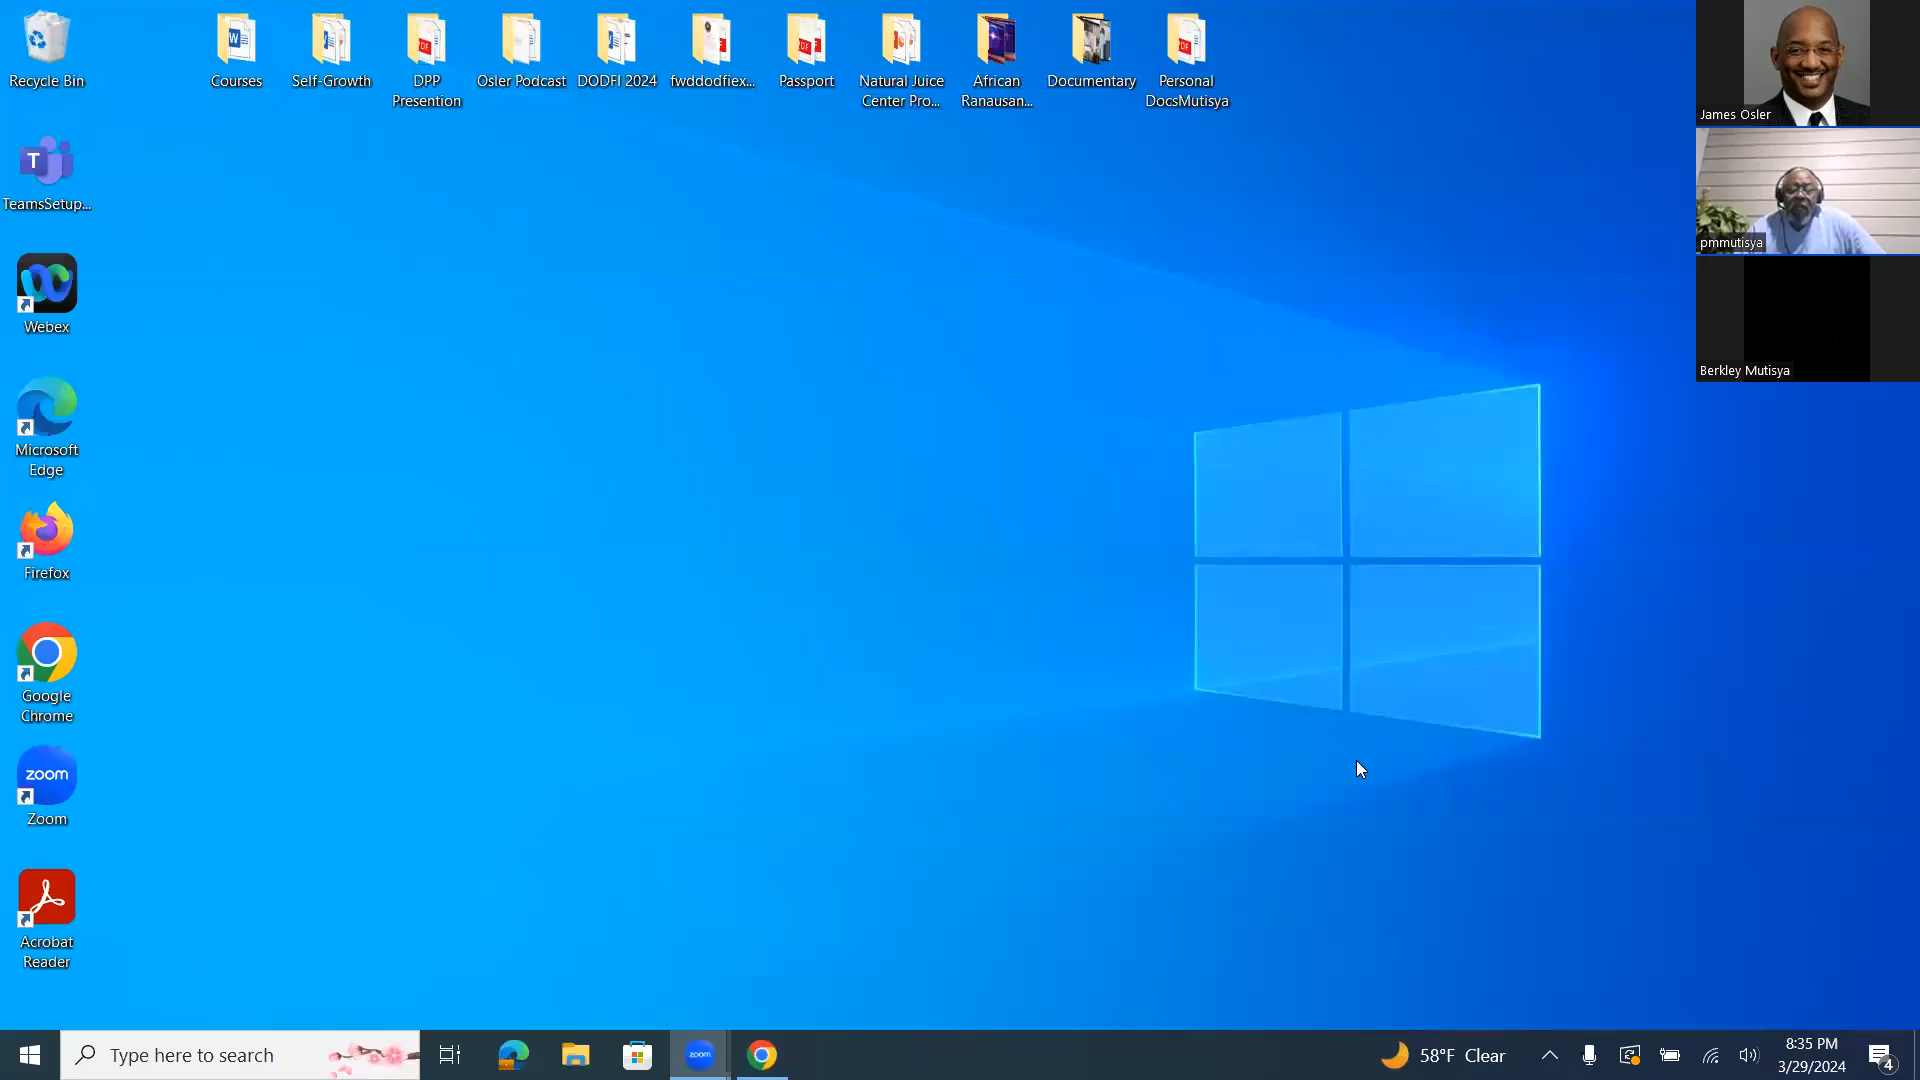 Recycle Bin
Courses
Self-Growth
DPP
Presention
Osler Podcast
DODFI 2024
fwddodfiex...
Passport
Natural Juice
Center Pro...
African
Ranausan...
Documentary
Personal
DocsMutisya
James Osler
TeamsSetup...
pmmutisya
Webex
Berkley Mutisya
Microsoft
Edge
Firefox
Google
Chrome
zoom
Zoom
Acrobat
Reader
Type here to search
zoom
58°F Clear
8:35 PM
3/29/2024
4